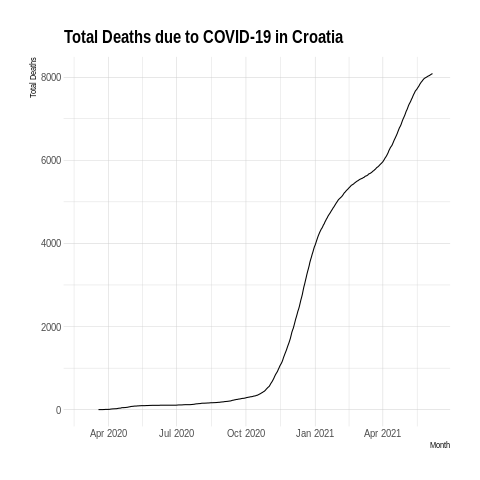 Total Deaths due to COVID-19 in Croatia
Total Deaths
8000
6000
4000
2000
0
Apr 2020 Jul 2020 Oct 2020 Jan 2021 Apr 2021
Month